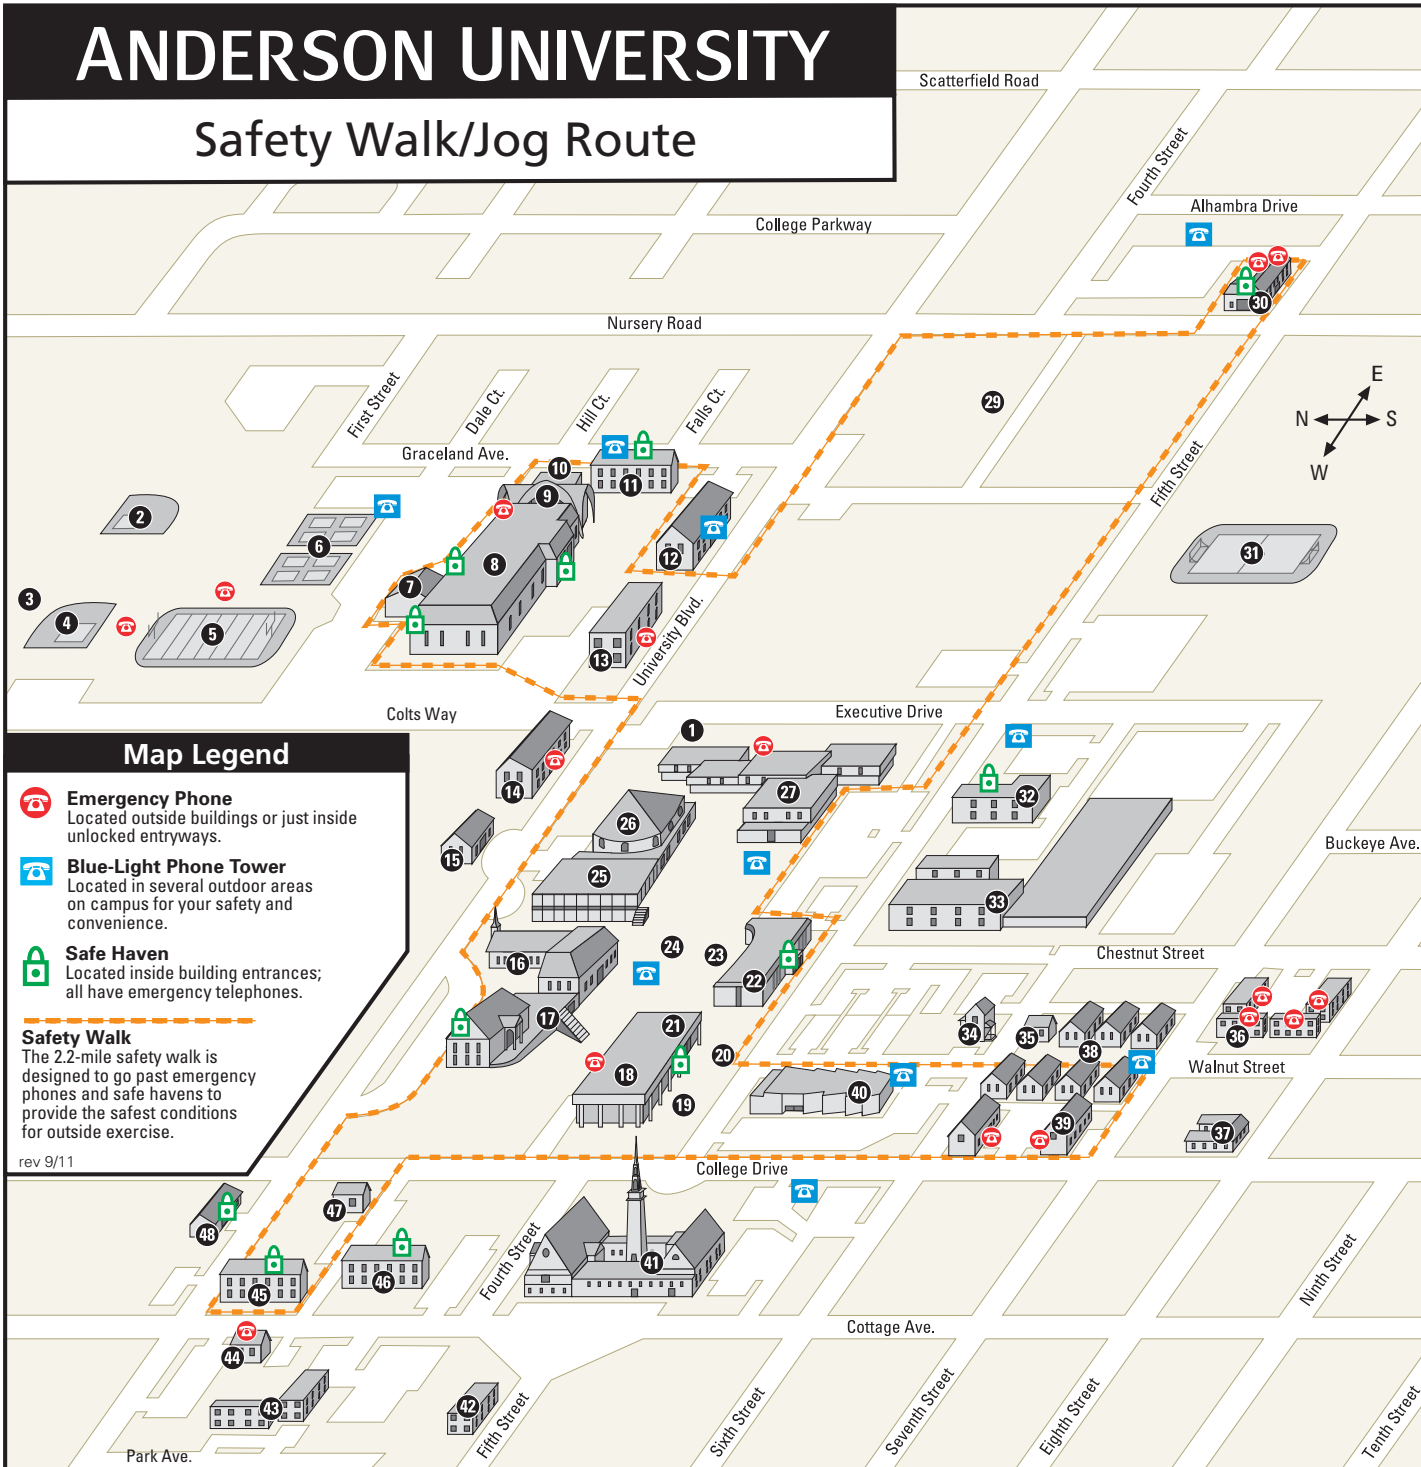 ANDERSON UNIVERSITY
Safety Walk/Jog Route
Scatterfield Road
Fourth Street
Alhambra Drive
College Parkway
30
Nursery Road
E
N
S
W
29
First Street
Dale Ct.
Hill Ct.
Falls Ct.
Graceland Ave.
10
11
9
Fifth Street
2
6
8
12
31
7
3
4
5
13
University Blvd.
Colts Way
Executive Drive
1
14
27
32
26
15
25
33
Buckeye Ave.
Chestnut Street
24
23
16
22
17
21
34
35
36
38
20
18
19
40
Walnut Street
39
37
Map Legend
Emergency Phone
Located outside buildings or just inside
unlocked entryways.
Blue-Light Phone Tower
Located in several outdoor areas
on campus for your safety and
convenience.
Safe Haven
Located inside building entrances;
all have emergency telephones.
Safety Walk
The 2.2-mile safety walk is
designed to go past emergency
phones and safe havens to
provide the safest conditions
for outside exercise.
rev 9/11
College Drive
47
48
46
45
41
Fourth Street
Ninth Street
Cottage Ave.
44
43
42
Fifth Street
Sixth Street
Seventh Street
Eighth Street
Tenth Street
Park Ave.